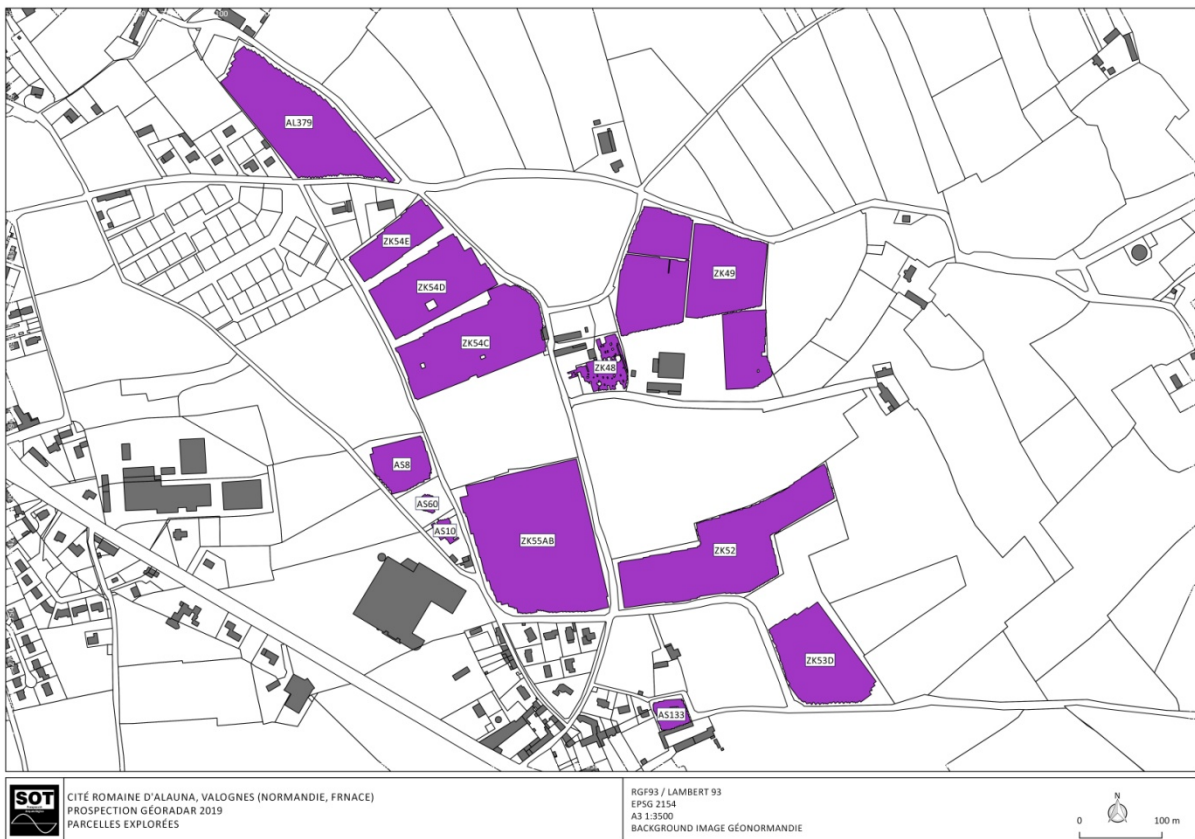 AL379
ZK54E
ZK54D
ZK49
ZK54C
ZK48
AS8
AS60
AS10
ZK55AB
ZK52
ZK53D
AS133
SOT
CITÉ ROMAINE D'ALAUNA, VALOGNES (NORMANDIE, FRNACE)
PROSPECTION GÉORADAR 2019
PARCELLES EXPLORÉES
RGF93 / LAMBERT 93
EPSG 2154
A3 1:3500
BACKGROUND IMAGE GÉONORMANDIE
N
0 100 m